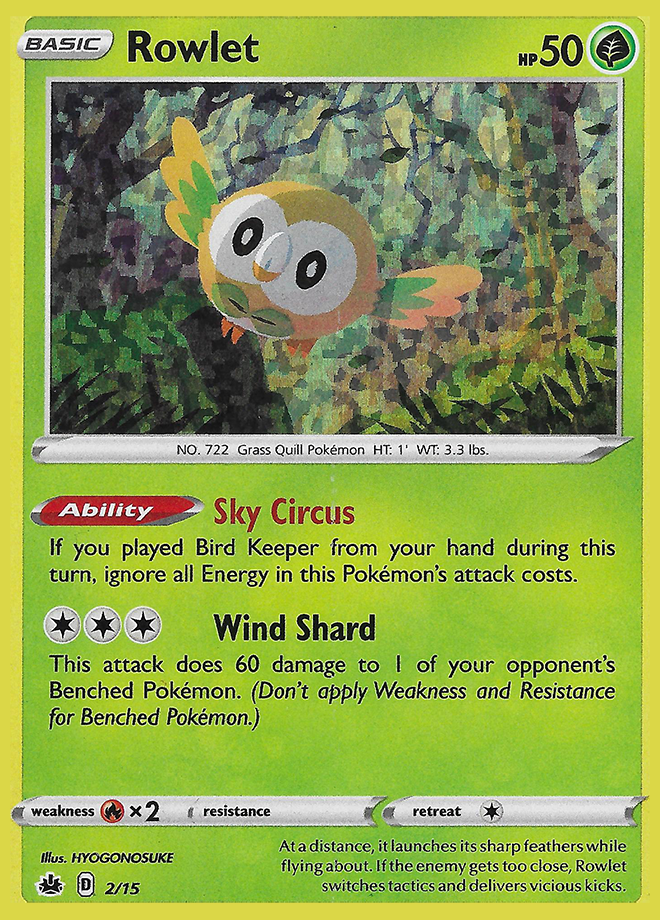 BASIC Rowlet HP 50
NO. 722 Grass Quill Pokémon HT: 1' WT: 3.3 lbs.
Ability Sky Circus
If you played Bird Keeper from your hand during this
turn, ignore all Energy in this Pokémon's attack costs.
Wind Shard
This attack does 60 damage to 1 of your opponent's
Benched Pokémon. (Don't apply Weakness and Resistance
for Benched Pokémon.)
weakness ×2 resistance retreat
Illus. HYOGONOSUKE
At a distance, it launches its sharp feathers while
flying about. If the enemy gets too close, Rowlet
switches tactics and delivers vicious kicks.
D 2/15